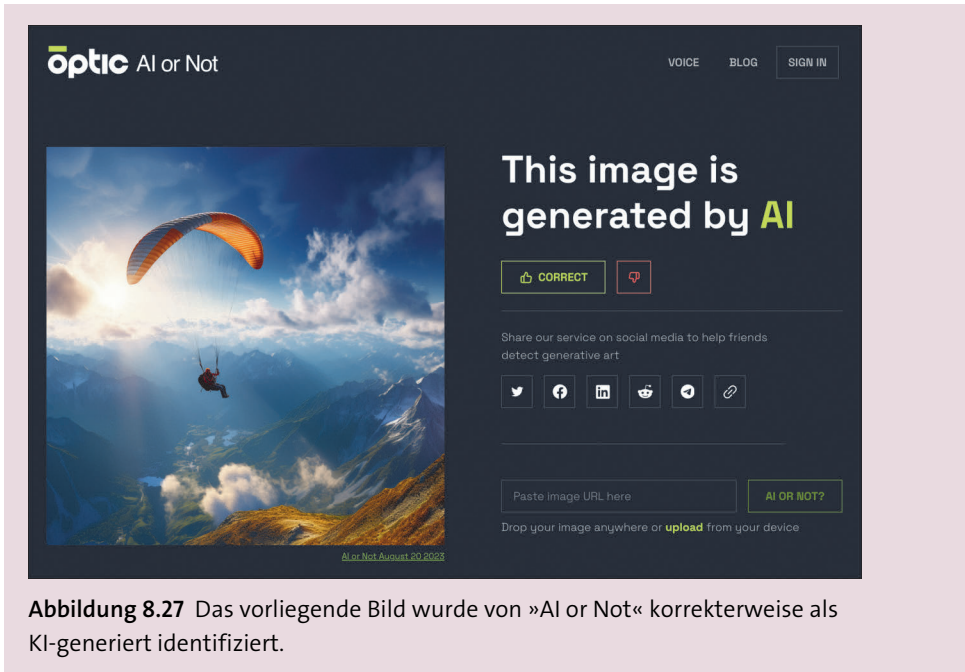 optic AI or Not
VOICE BLOG SIGN IN
This image is
generated by AI
CORRECT
Share our service on social media to help friends
detect generative art
Paste image URL here
AI OR NOT?
Drop your image anywhere or upload from your device
AI or Not August 20 2023
Abbildung 8.27 Das vorliegende Bild wurde von »AI or Not« korrekterweise als
KI-generiert identifiziert.